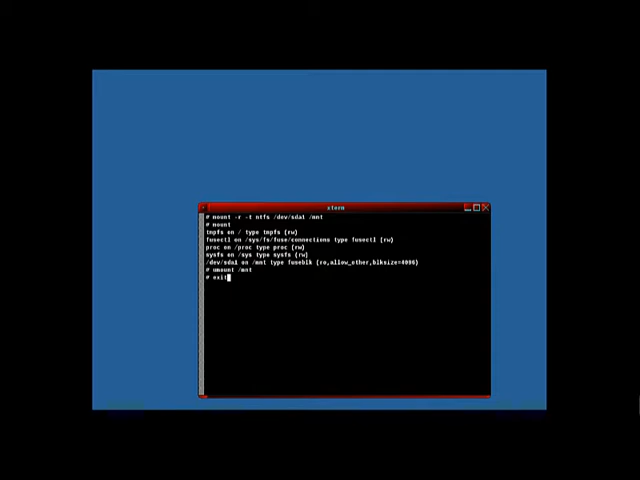 xterm
# mount -r -t ntfs /dev/sda1 /mnt
# mount
tmpfs on / type tmpfs (rw)
fusectl on /sys/fs/fuse/connections type fusectl (rw)
proc on /proc type proc (rw)
sysfs on /sys type sysfs (rw)
/dev/sda1 on /mnt type fuseblk (ro,allow_other,blksize=4096)
# umount /mnt
# exit